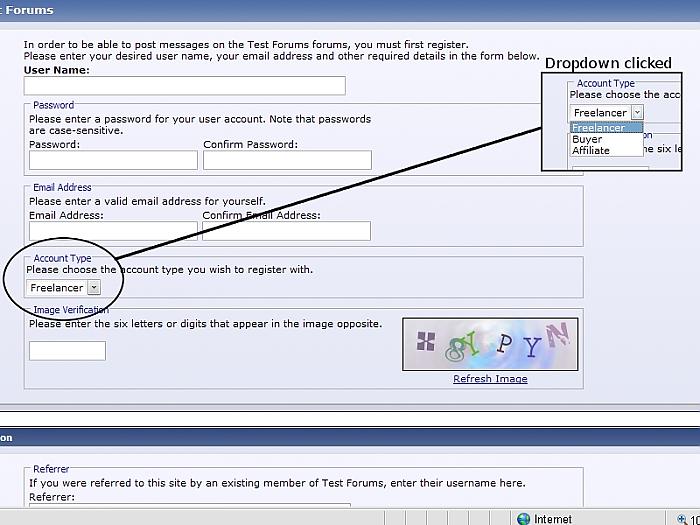 t Forums
In order to be able to post messages on the Test Forums forums, you must first register.
Please enter your desired user name, your email address and other required details in the form below.
User Name:
Dropdown clicked
Account Type
Please choose the acc
Freelancer
Freelancer
Buyer
Affiliate
on
he six le
Password
Please enter a password for your user account. Note that passwords
are case-sensitive.
Password:
Confirm Password:
Email Address
Please enter a valid email address for yourself.
Email Address:
Confirm Email Address:
Account Type
Please choose the account type you wish to register with.
Freelancer
Image Verification
Please enter the six letters or digits that appear in the image opposite.
Refresh Image
on
Referrer
If you were referred to this site by an existing member of Test Forums, enter their username here.
Referrer:
Internet
10